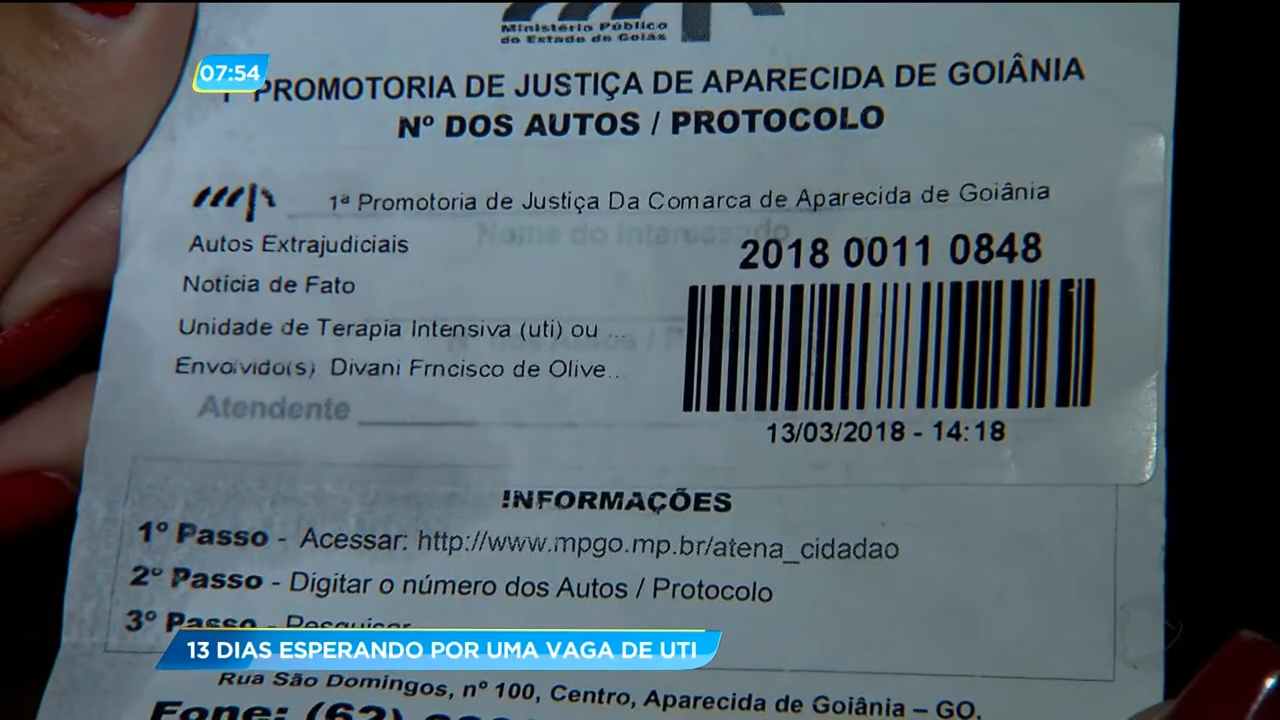 Ministério Público
do Estado de Goiás
07:54
PROMOTORIA DE JUSTIÇA DE APARECIDA DE GOIÂNIA
Nº DOS AUTOS / PROTOCOLO
1ª Promotoria de Justiça Da Comarca de Aparecida de Goiânia
Nome do interessado
Autos Extrajudiciais
2018 0011 0848
Notícia de Fato
Unidade de Terapia Intensiva (uti) ou ...
Envolvido(s). Divani Frncisco de Olive...
Atendente
13/03/2018 - 14:18
INFORMAÇÕES
1º Passo - Acessar: http://www.mpgo.mp.br/atena_cidadao
2º Passo - Digitar o número dos Autos / Protocolo
3º Passo - Pesquisar
13 DIAS ESPERANDO POR UMA VAGA DE UTI
Rua São Domingos, nº 100, Centro, Aparecida de Goiânia – GO.
Fone: (62)